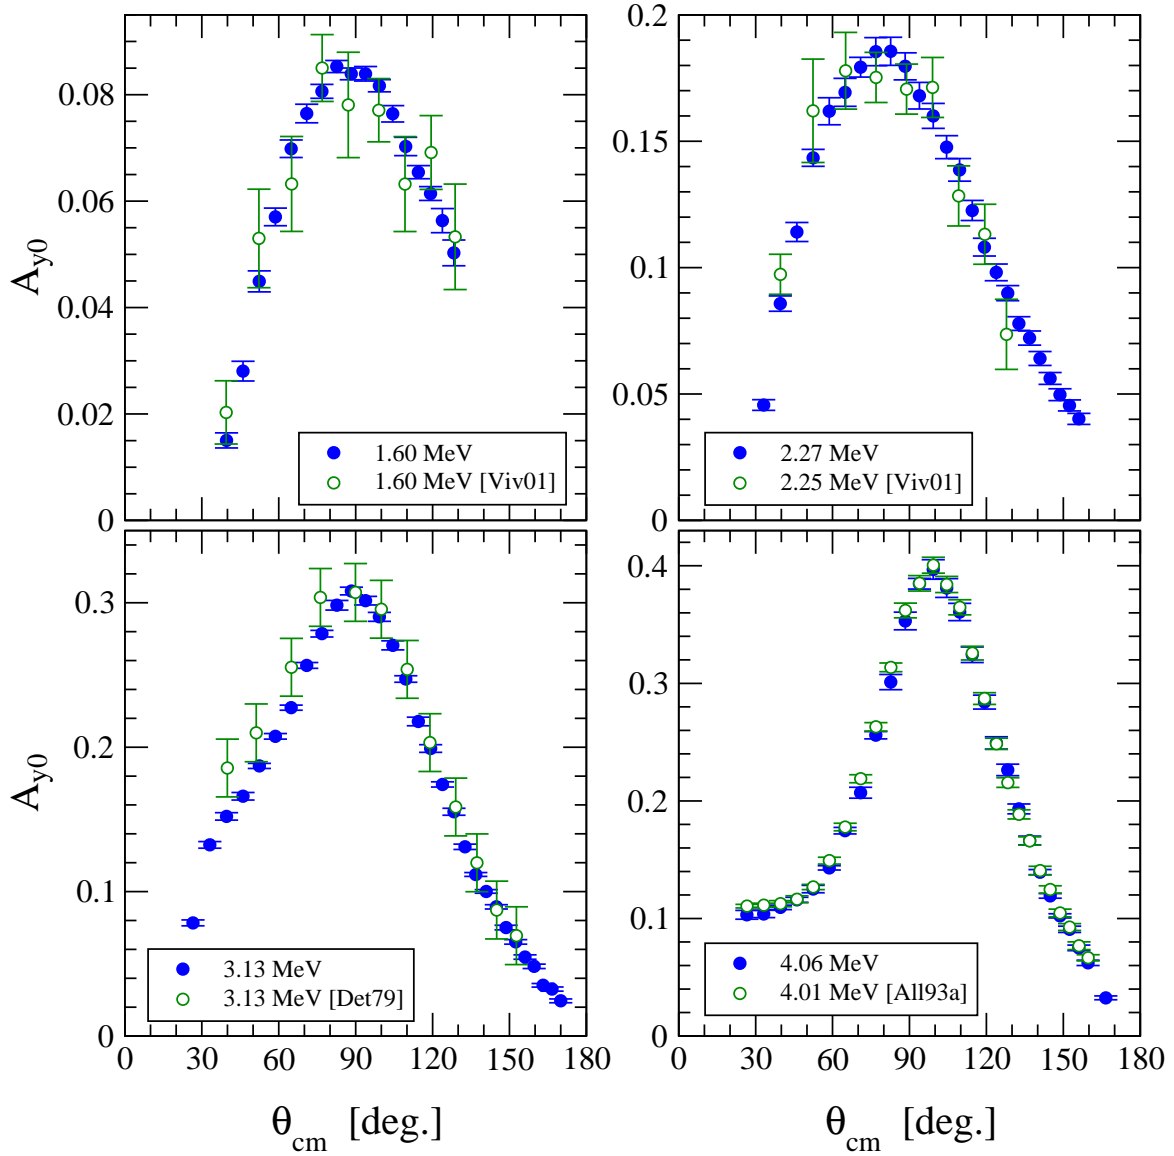 0.08
0.06
0.04
0.02
0
A_y0
1.60 MeV
1.60 MeV [Viv01]
0.2
0.15
0.1
0.05
0
2.27 MeV
2.25 MeV [Viv01]
0.3
0.2
0.1
0
A_y0
3.13 MeV
3.13 MeV [Det79]
0 30 60 90 120 150 180
θ_cm [deg.]
0.4
0.3
0.2
0.1
0
4.06 MeV
4.01 MeV [All93a]
0 30 60 90 120 150 180
θ_cm [deg.]